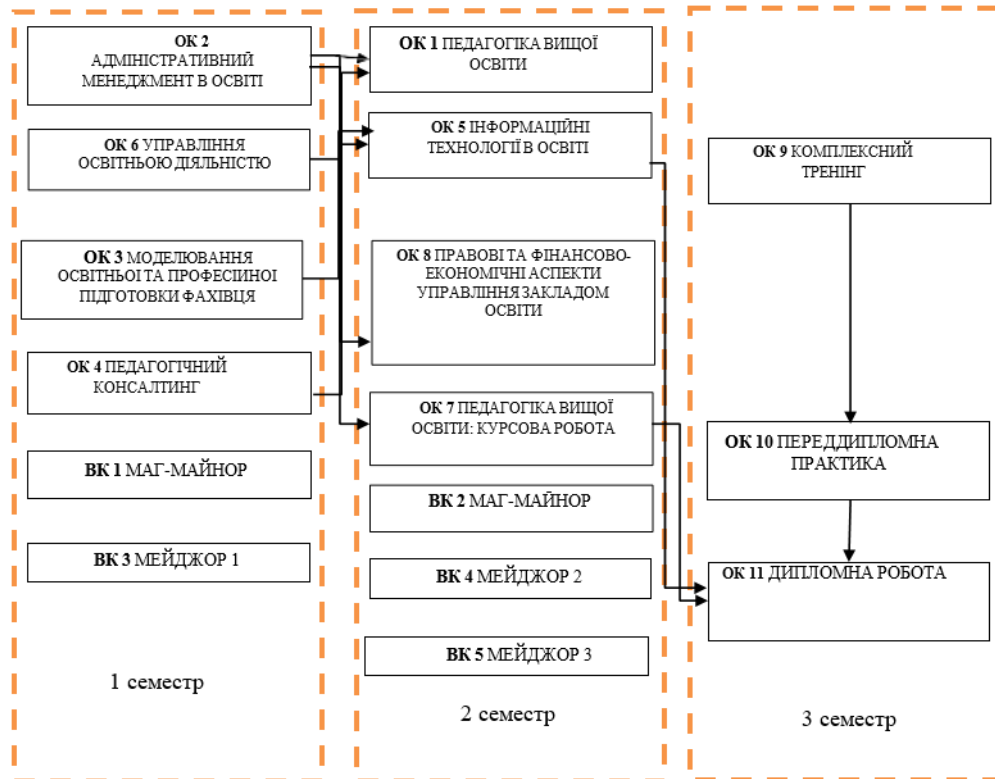 ОК 2
АДМІНІСТРАТИВНИЙ
МЕНЕДЖМЕНТ В ОСВІТІ
ОК 6 УПРАВЛІННЯ
ОСВІТНЬОЮ ДІЯЛЬНІСТЮ
ОК 3 МОДЕЛЮВАННЯ
ОСВІТНЬОІ ТА ПРОФЕСІИНОІ
ПІДГОТОВКИ ФАХІВЦЯ
ОК 4 ПЕДАГОГІЧНИЙ
КОНСАЛТИНГ
ВК 1 МАГ-МАЙНОР
ВК 3 МЕЙДЖОР 1
1 семестр
ОК 1 ПЕДАГОГІКА ВИЩОЇ
ОСВІТИ
ОК 5 ІНФОРМАЦІЙНІ
ТЕХНОЛОГІЇ В ОСВІТІ
ОК 8 ПРАВОВІ ТА ФІНАНСОВО-
ЕКОНОМІЧНІ АСПЕКТИ
УПРАВЛІННЯ ЗАКЛАДОМ
ОСВІТИ
ОК 7 ПЕДАГОГІКА ВИЩОЇ
ОСВІТИ: КУРСОВА РОБОТА
ВК 2 МАГ-МАЙНОР
ВК 4 МЕЙДЖОР 2
ВК 5 МЕЙДЖОР 3
2 семестр
ОК 9 КОМПЛЕКСНИЙ
ТРЕНІНГ
ОК 10 ПЕРЕДДИПЛОМНА
ПРАКТИКА
ОК 11 ДИПЛОМНА РОБОТА
3 семестр